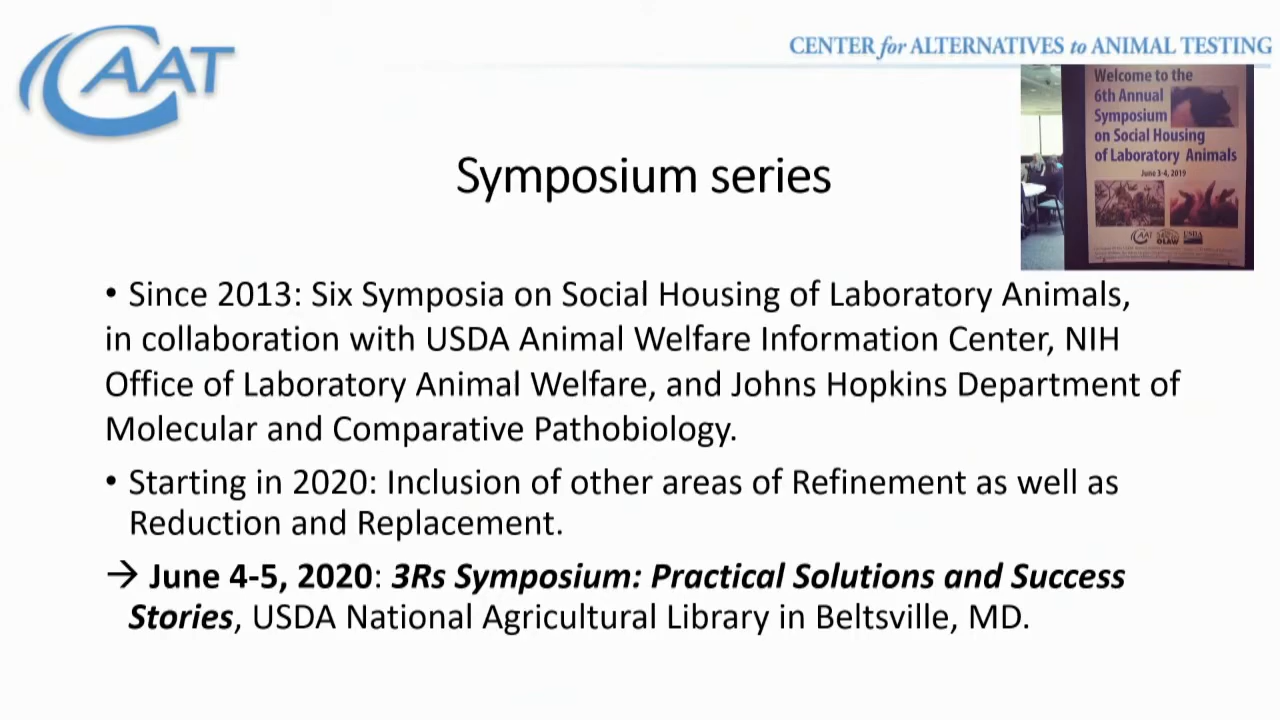 CAAT
CENTER for ALTERNATIVES to ANIMAL TESTING
Welcome to the
6th Annual
Symposium
on Social Housing
of Laboratory Animals
June 3-4, 2019
CAAT
OLAW
USDA
Symposium series
• Since 2013: Six Symposia on Social Housing of Laboratory Animals,
in collaboration with USDA Animal Welfare Information Center, NIH
Office of Laboratory Animal Welfare, and Johns Hopkins Department of
Molecular and Comparative Pathobiology.
• Starting in 2020: Inclusion of other areas of Refinement as well as
Reduction and Replacement.
→ June 4-5, 2020: 3Rs Symposium: Practical Solutions and Success
Stories, USDA National Agricultural Library in Beltsville, MD.